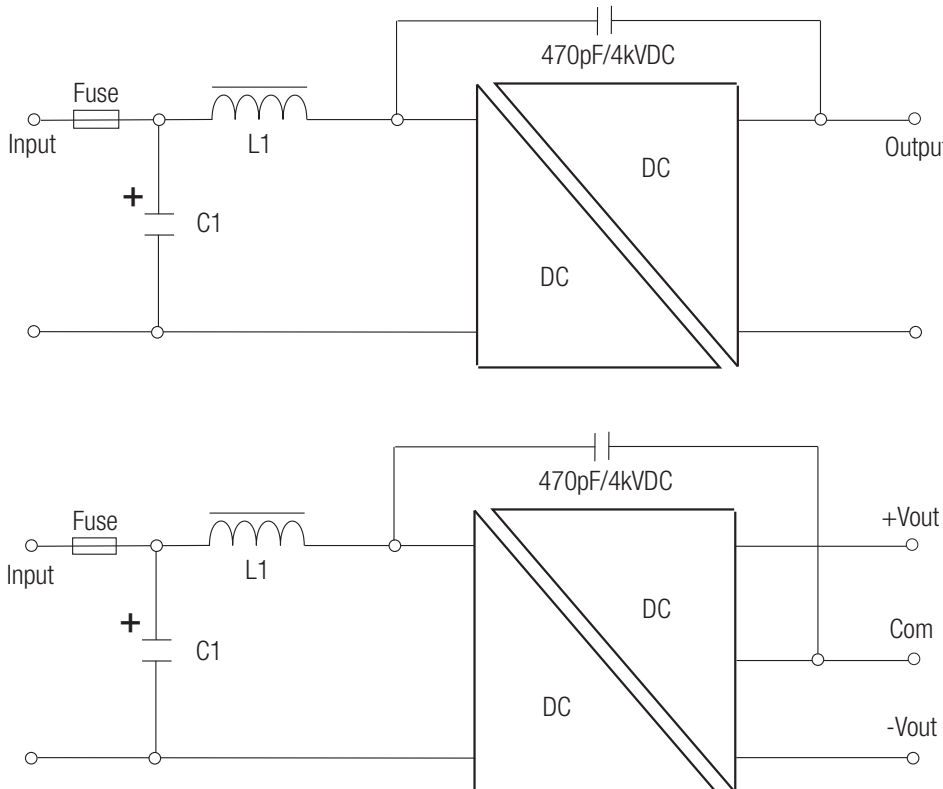 470pF/4kVDC
Fuse
Input
L1
Output
DC
+
C1
DC
470pF/4kVDC
Fuse
+Vout
Input
L1
DC
+
Com
C1
DC
-Vout